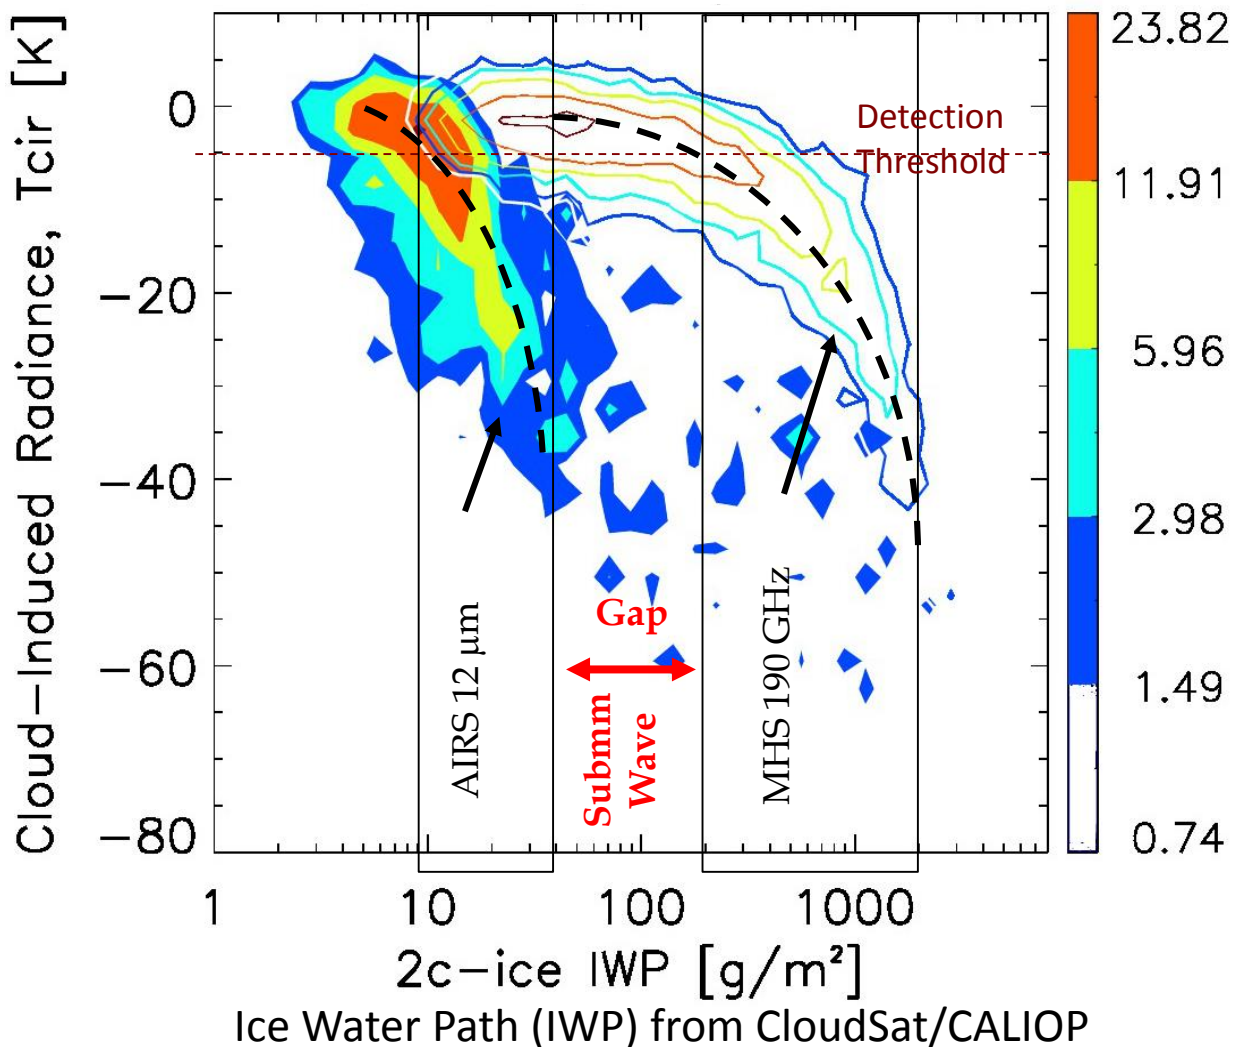 Cloud-Induced Radiance, Tcir [K]
0
-20
-40
-60
-80
1
10
100
1000
2c-ice IWP [g/m²]
Ice Water Path (IWP) from CloudSat/CALIOP
Detection
Threshold
AIRS 12 µm
Gap
Submm
Wave
MHS 190 GHz
23.82
11.91
5.96
2.98
1.49
0.74